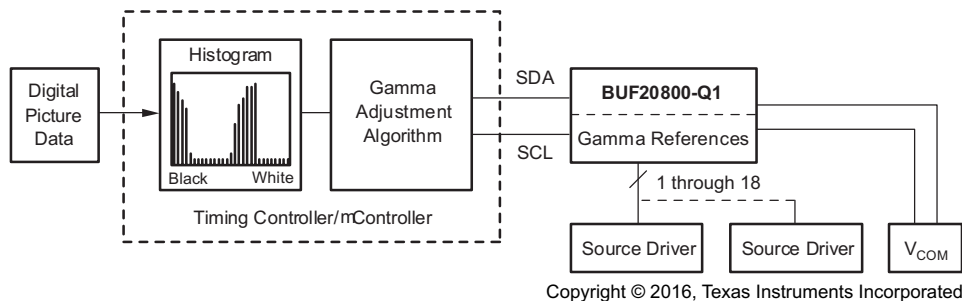 Digital
Picture
Data
Histogram
Black
White
Gamma
Adjustment
Algorithm
Timing Controller/mController
SDA
SCL
BUF20800-Q1
Gamma References
1 through 18
Source Driver
Source Driver
VCOM
Copyright © 2016, Texas Instruments Incorporated